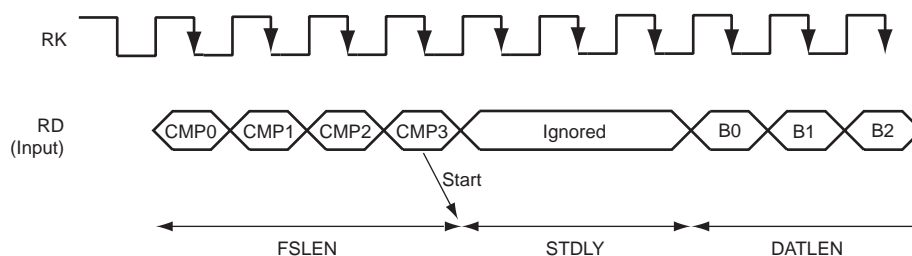 RK
RD
(Input)
CMP0 CMP1 CMP2 CMP3 Ignored B0 B1 B2
Start
FSLEN STDLY DATLEN